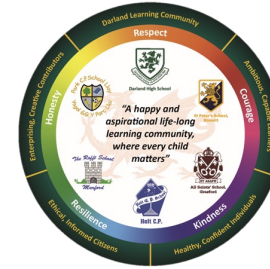 Darland Learning Community
Respect
Ambitious, Capable Learners
Courage
Healthy, Confident Individuals
Kindness
Ethical, Informed Citizens
Resilience
Enterprising, Creative Contributors
Honesty
Darland High School
St Peter's School,
Rossett
All Saints' School,
Gresford
Holt C.P.
The Rofft School
Marford
Park C.P. School
"A happy and
aspirational life-long
learning community,
where every child
matters"